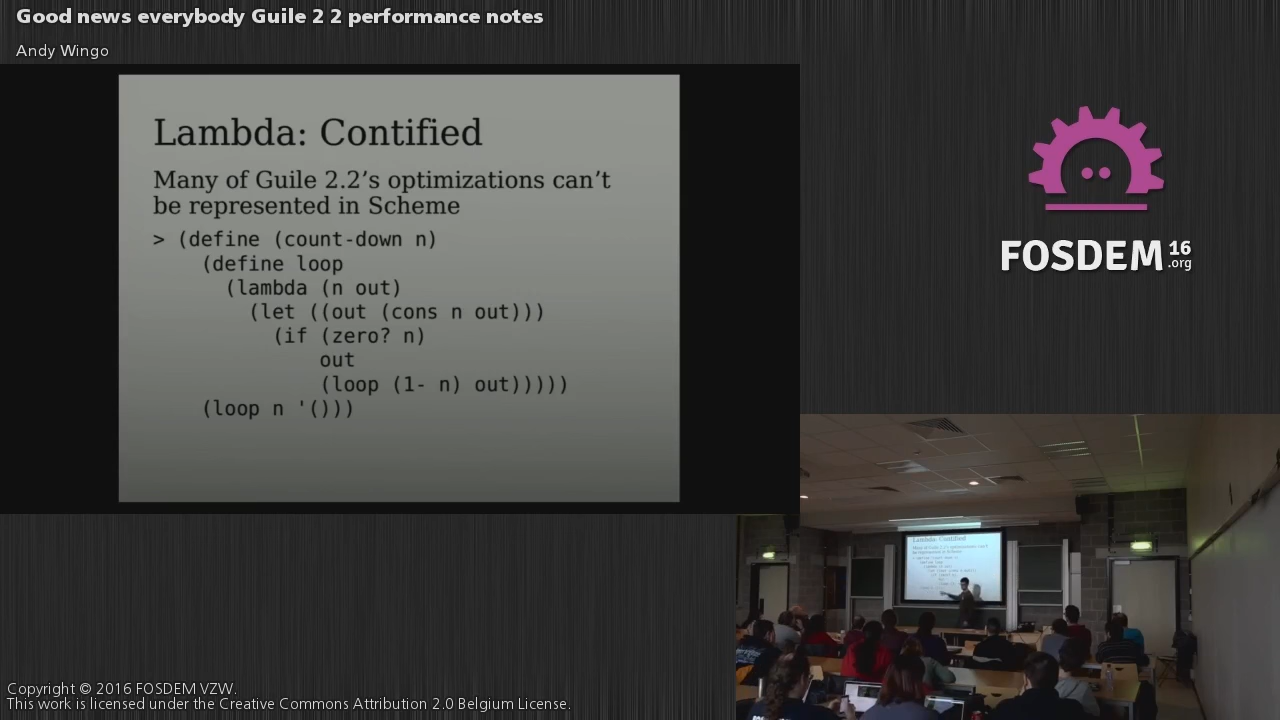 Good news everybody Guile 2 2 performance notes
Andy Wingo
Lambda: Contified
Many of Guile 2.2's optimizations can't
be represented in Scheme
> (define (count-down n)
(define loop
(lambda (n out)
(let ((out (cons n out)))
(if (zero? n)
out
(loop (1- n) out)))))
(loop n '()))
FOSDEM 16
.org
Lambda: Contified
Copyright © 2016 FOSDEM VZW.
This work is licensed under the Creative Commons Attribution 2.0 Belgium License.